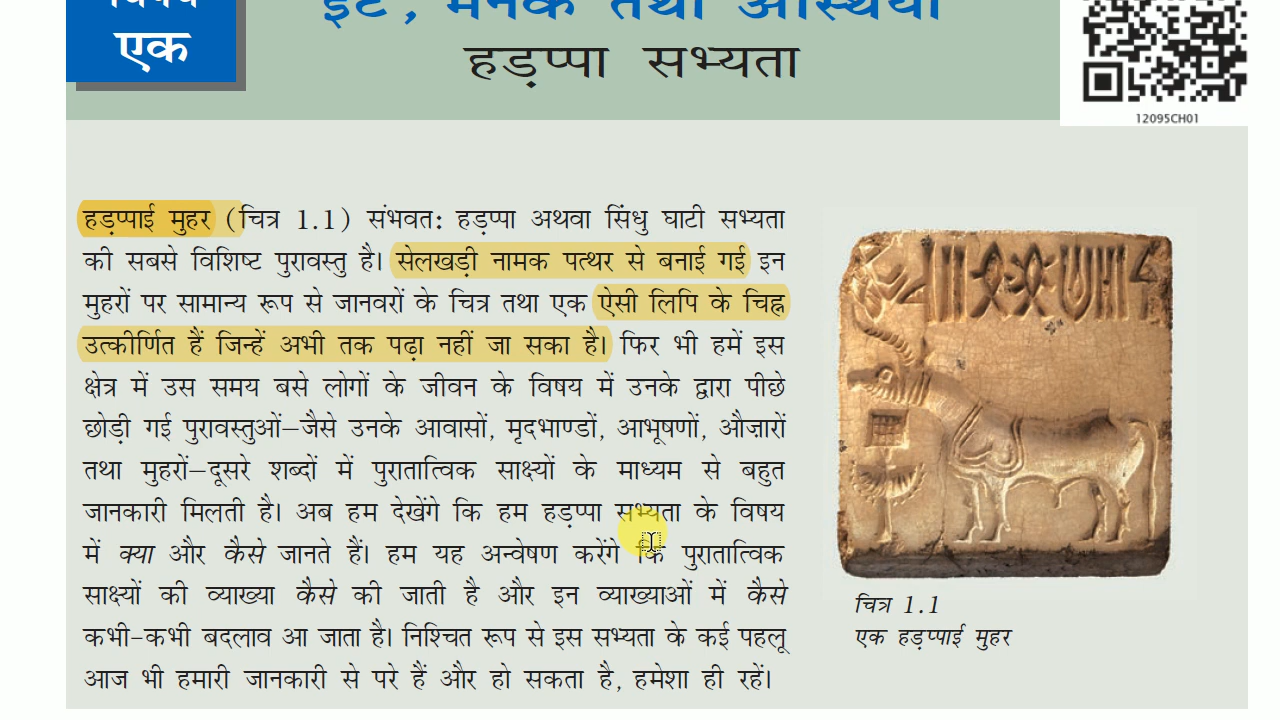 विषय
एक
ईंटें, मनके तथा अस्थियाँ
हड़प्पा सभ्यता
12095CH01
हड़प्पाई मुहर (चित्र 1.1) संभवत: हड़प्पा अथवा सिंधु घाटी सभ्यता
की सबसे विशिष्ट पुरावस्तु है। सेलखड़ी नामक पत्थर से बनाई गई इन
मुहरों पर सामान्य रूप से जानवरों के चित्र तथा एक ऐसी लिपि के चिह्न
उत्कीर्णित हैं जिन्हें अभी तक पढ़ा नहीं जा सका है। फिर भी हमें इस
क्षेत्र में उस समय बसे लोगों के जीवन के विषय में उनके द्वारा पीछे
छोड़ी गई पुरावस्तुओं–जैसे उनके आवासों, मृदभाण्डों, आभूषणों, औज़ारों
तथा मुहरों–दूसरे शब्दों में पुरातात्विक साक्ष्यों के माध्यम से बहुत
जानकारी मिलती है। अब हम देखेंगे कि हम हड़प्पा सभ्यता के विषय
में क्या और कैसे जानते हैं। हम यह अन्वेषण करेंगे कि पुरातात्विक
साक्ष्यों की व्याख्या कैसे की जाती है और इन व्याख्याओं में कैसे
कभी-कभी बदलाव आ जाता है। निश्चित रूप से इस सभ्यता के कई पहलू
आज भी हमारी जानकारी से परे हैं और हो सकता है, हमेशा ही रहें।
चित्र 1.1
एक हड़प्पाई मुहर